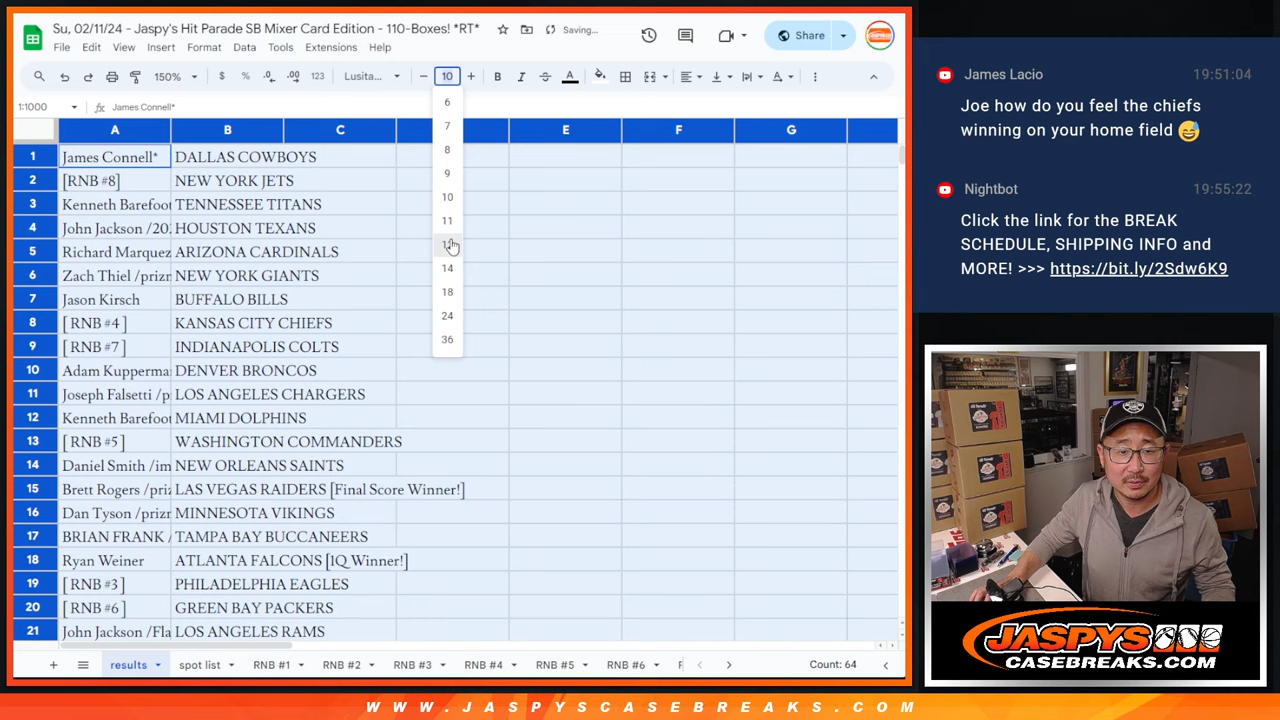 Su, 02/11/24 - Jaspy's Hit Parade SB Mixer Card Edition - 110-Boxes! *RT*
Saving...
File Edit View Insert Format Data Tools Extensions Help
Share
150% $ % .0 .00 123 Lusita... 10 B I A
1:1000 fx James Connell*
6
7
8
9
10
11
14
18
24
36
A B C E F G
1 James Connell* DALLAS COWBOYS
2 [RNB #8] NEW YORK JETS
3 Kenneth Barefoot TENNESSEE TITANS
4 John Jackson /20 HOUSTON TEXANS
5 Richard Marquez ARIZONA CARDINALS
6 Zach Thiel /prizn NEW YORK GIANTS
7 Jason Kirsch BUFFALO BILLS
8 [ RNB #4 ] KANSAS CITY CHIEFS
9 [ RNB #7 ] INDIANAPOLIS COLTS
10 Adam Kupperma DENVER BRONCOS
11 Joseph Falsetti /p LOS ANGELES CHARGERS
12 Kenneth Barefoot MIAMI DOLPHINS
13 [ RNB #5 ] WASHINGTON COMMANDERS
14 Daniel Smith /im NEW ORLEANS SAINTS
15 Brett Rogers /priz LAS VEGAS RAIDERS [Final Score Winner!]
16 Dan Tyson /prizn MINNESOTA VIKINGS
17 BRIAN FRANK / TAMPA BAY BUCCANEERS
18 Ryan Weiner ATLANTA FALCONS [1Q Winner!]
19 [ RNB #3 ] PHILADELPHIA EAGLES
20 [ RNB #6 ] GREEN BAY PACKERS
21 John Jackson /Fla LOS ANGELES RAMS
results spot list RNB #1 RNB #2 RNB #3 RNB #4 RNB #5 RNB #6 Count: 64
James Lacio 19:51:04
Joe how do you feel the chiefs
winning on your home field 😅
Nightbot 19:55:22
Click the link for the BREAK
SCHEDULE, SHIPPING INFO and
MORE! >>> https://bit.ly/2Sdw6K9
JASPYS
CASEBREAKS.COM
WWW.JASPYSCASEBREAKS.COM